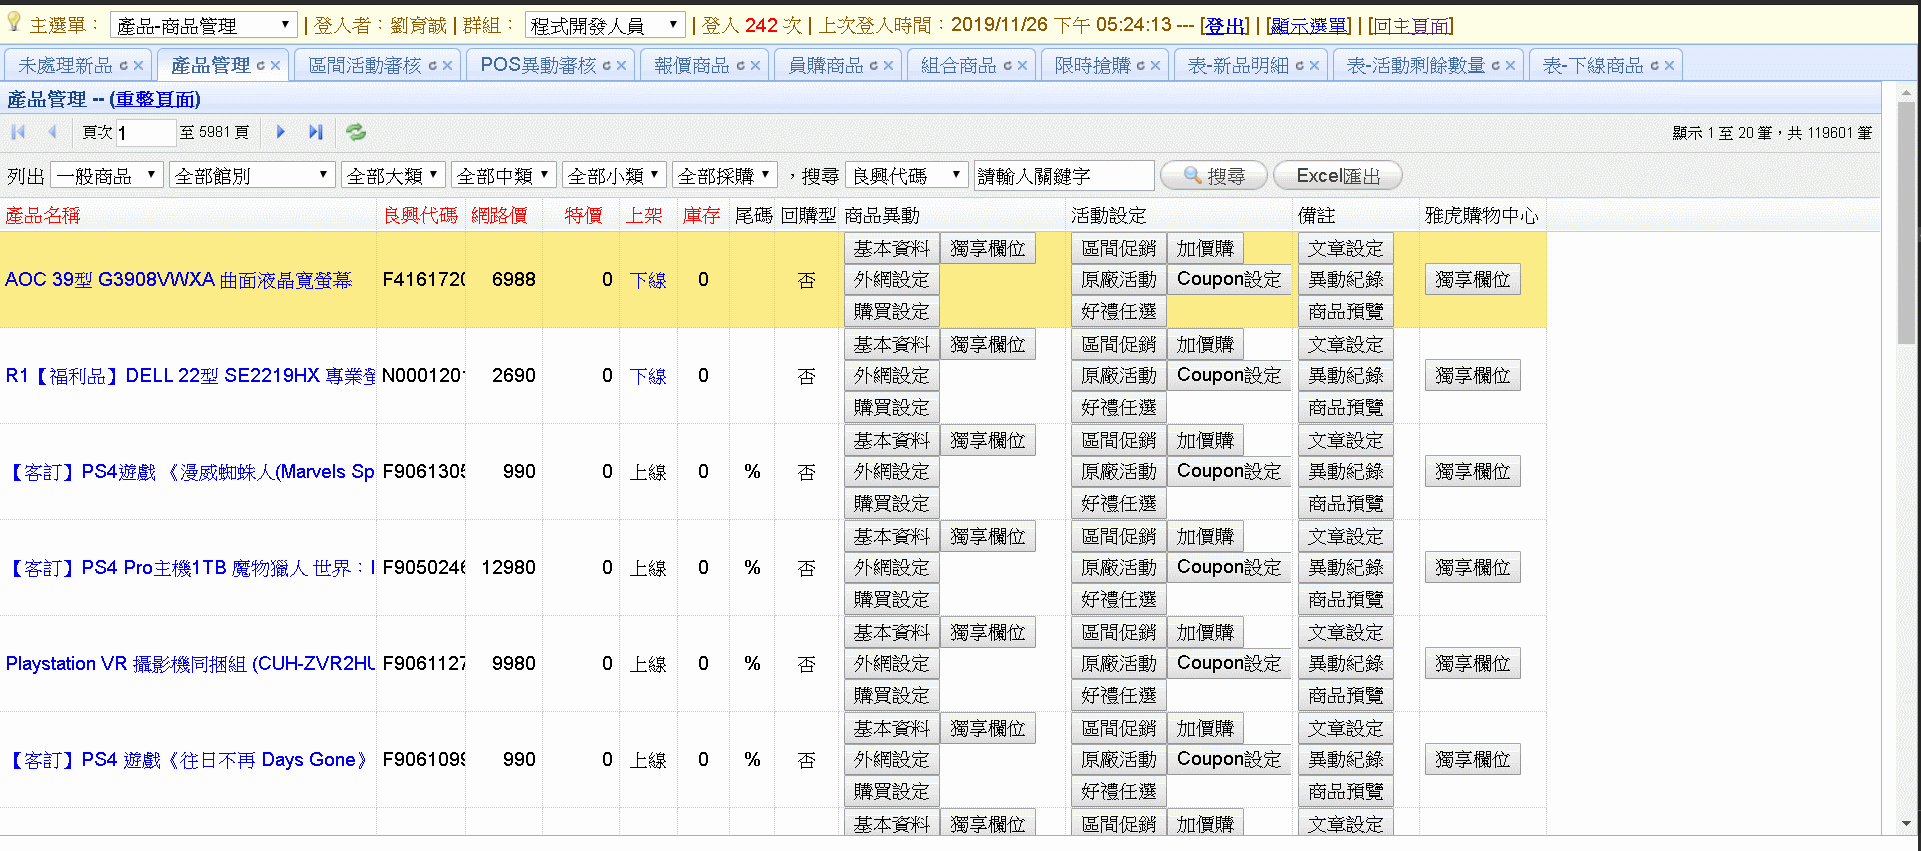 主選單： 產品-商品管理 | 登入者：劉育誠 | 群組： 程式開發人員 | 登入 242 次 | 上次登入時間：2019/11/26 下午 05:24:13 --- [登出] | [顯示選單] | [回主頁面]
未處理新品 產品管理 區間活動審核 POS異動審核 報價商品 員購商品 組合商品 限時搶購 表-新品明細 表-活動剩餘數量 表-下線商品
產品管理 -- (重整頁面)
頁次 1 至 5981 頁 顯示 1 至 20 筆，共 119601 筆
列出 一般商品 全部館別 全部大類 全部中類 全部小類 全部採購 ，搜尋 良興代碼 請輸入關鍵字 搜尋 Excel匯出
產品名稱 良興代碼 網路價 特價 上架 庫存 尾碼 回購型 商品異動 活動設定 備註 雅虎購物中心
基本資料 獨享欄位 區間促銷 加價購 文章設定
AOC 39型 G3908VWXA 曲面液晶寬螢幕 F4161720 6988 0 下線 0 否 外網設定 原廠活動 Coupon設定 異動紀錄 獨享欄位
購買設定 好禮任選 商品預覽
基本資料 獨享欄位 區間促銷 加價購 文章設定
R1【福利品】DELL 22型 SE2219HX 專業螢 N000120 2690 0 下線 0 否 外網設定 原廠活動 Coupon設定 異動紀錄 獨享欄位
購買設定 好禮任選 商品預覽
基本資料 獨享欄位 區間促銷 加價購 文章設定
【客訂】PS4遊戲 《漫威蜘蛛人(Marvels Sp F9061305 990 0 上線 0 % 否 外網設定 原廠活動 Coupon設定 異動紀錄 獨享欄位
購買設定 好禮任選 商品預覽
基本資料 獨享欄位 區間促銷 加價購 文章設定
【客訂】PS4 Pro主機1TB 魔物獵人 世界：I F9050246 12980 0 上線 0 % 否 外網設定 原廠活動 Coupon設定 異動紀錄 獨享欄位
購買設定 好禮任選 商品預覽
基本資料 獨享欄位 區間促銷 加價購 文章設定
Playstation VR 攝影機同捆組 (CUH-ZVR2HU F9061127 9980 0 上線 0 % 否 外網設定 原廠活動 Coupon設定 異動紀錄 獨享欄位
購買設定 好禮任選 商品預覽
基本資料 獨享欄位 區間促銷 加價購 文章設定
【客訂】PS4 遊戲《往日不再 Days Gone》 F9061099 990 0 上線 0 % 否 外網設定 原廠活動 Coupon設定 異動紀錄 獨享欄位
購買設定 好禮任選 商品預覽
基本資料 獨享欄位 區間促銷 加價購 文章設定